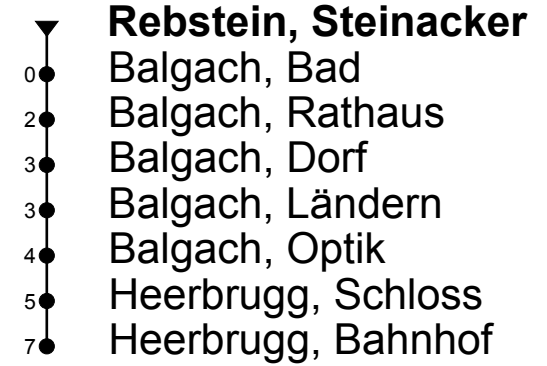 Rebstein, Steinacker
0 Balgach, Bad
2 Balgach, Rathaus
3 Balgach, Dorf
3 Balgach, Ländern
4 Balgach, Optik
5 Heerbrugg, Schloss
7 Heerbrugg, Bahnhof